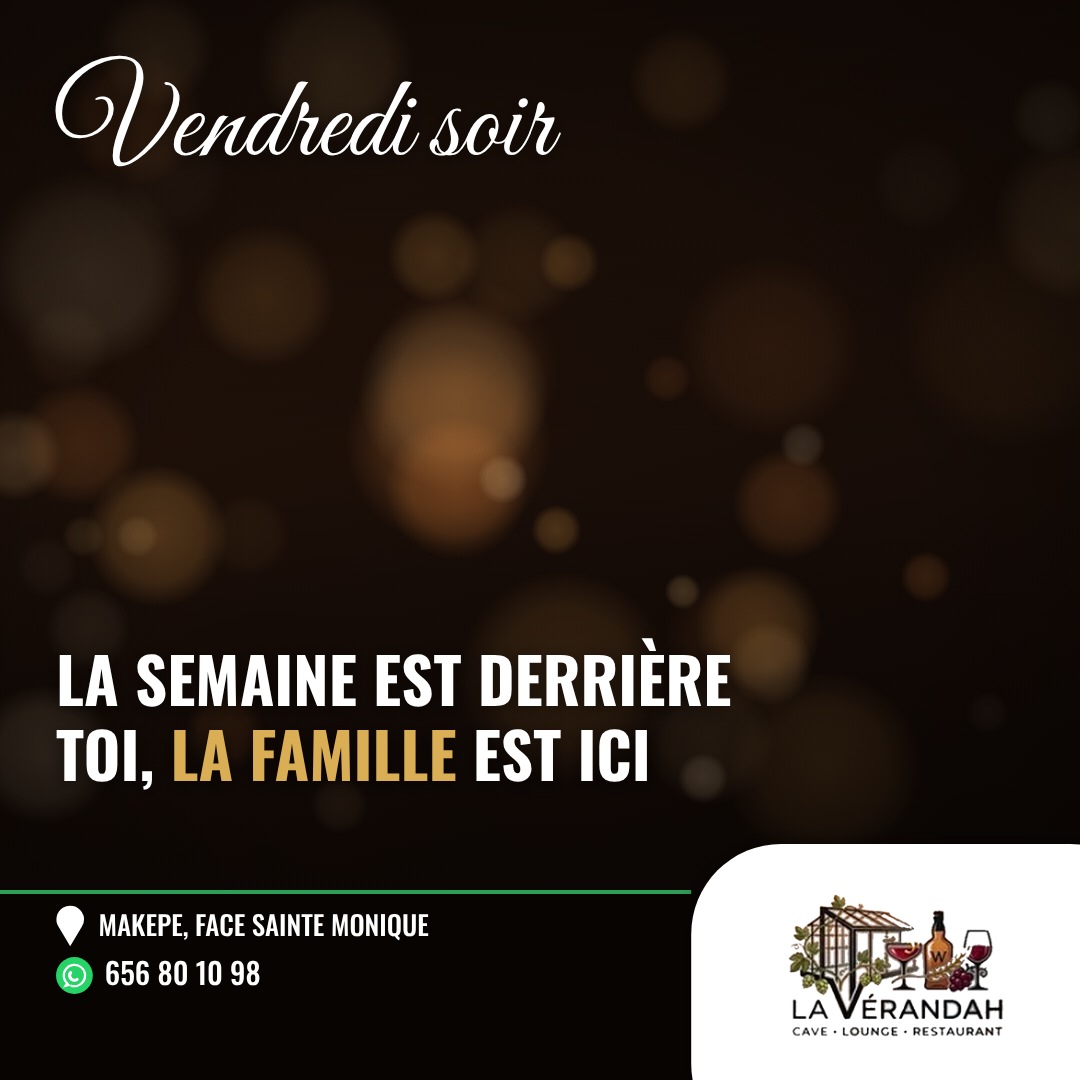 Vendredi soir
LA SEMAINE EST DERRIÈRE
TOI, LA FAMILLE EST ICI
MAKEPE, FACE SAINTE MONIQUE
656 80 10 98
W
LA VÉRANDAH
CAVE · LOUNGE · RESTAURANT